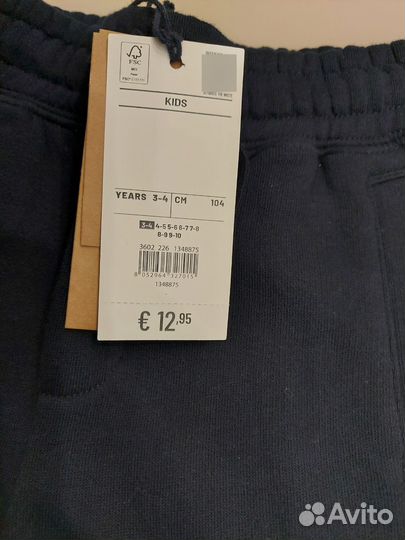 FSC
KIDS
YEARS 3-4 CM 104
3-4 4-5 5-6 6-7 7-8
8-9 9-10
3602 226 1348875
8 052964 327015
1348875
€ 12,95
Avito